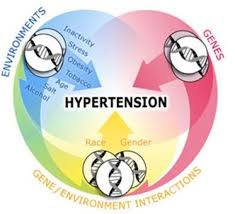 ENVIRONMENTS
Inactivity
Stress
Obesity
Tobacco
Age
Salt
Alcohol
GENES
HYPERTENSION
Race Gender
GENE/ENVIRONMENT INTERACTIONS